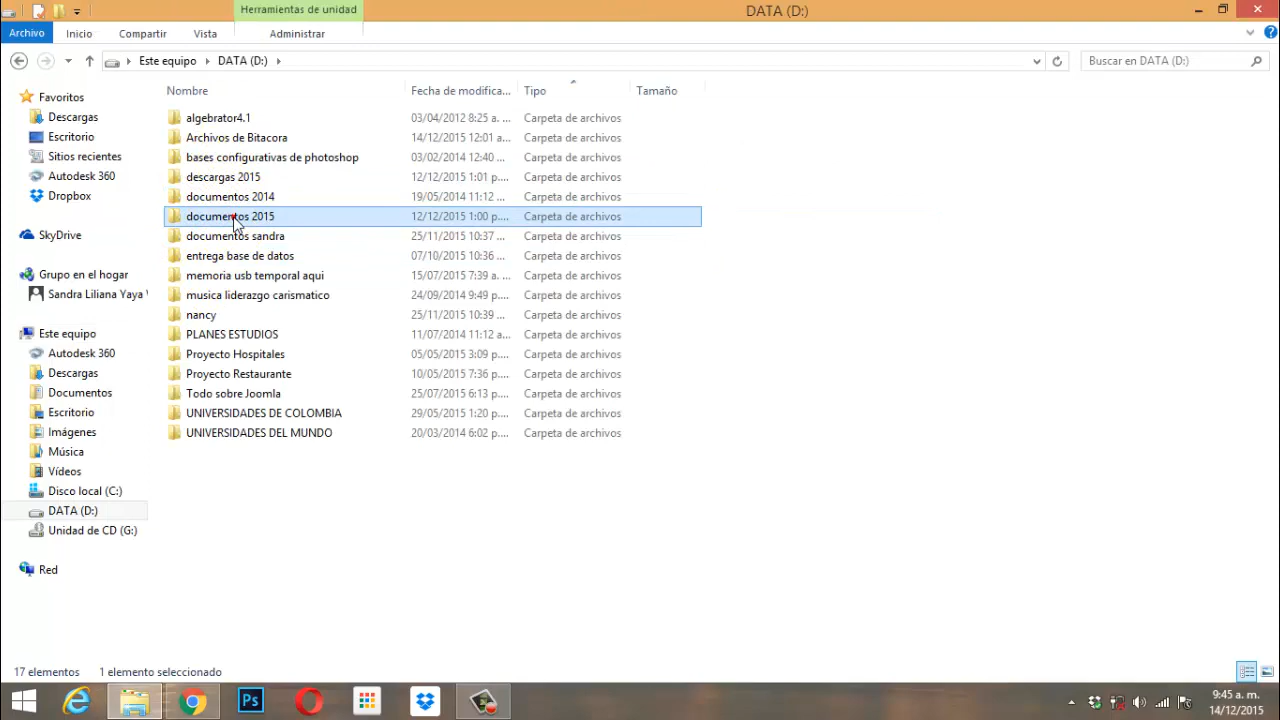 Herramientas de unidad
DATA (D:)
Archivo Inicio Compartir Vista Administrar
Este equipo DATA (D:) Buscar en DATA (D:)
Nombre Fecha de modifica... Tipo Tamaño
algebrator4.1 03/04/2012 8:25 a. ... Carpeta de archivos
Archivos de Bitacora 14/12/2015 12:01 a... Carpeta de archivos
bases configurativas de photoshop 03/02/2014 12:40 ... Carpeta de archivos
descargas 2015 12/12/2015 1:01 p.... Carpeta de archivos
documentos 2014 19/05/2014 11:12 ... Carpeta de archivos
documentos 2015 12/12/2015 1:00 p.... Carpeta de archivos
documentos sandra 25/11/2015 10:37 ... Carpeta de archivos
entrega base de datos 07/10/2015 10:36 ... Carpeta de archivos
memoria usb temporal aqui 15/07/2015 7:39 a. ... Carpeta de archivos
musica liderazgo carismatico 24/09/2014 9:49 p.... Carpeta de archivos
nancy 25/11/2015 10:39 ... Carpeta de archivos
PLANES ESTUDIOS 11/07/2014 11:12 a... Carpeta de archivos
Proyecto Hospitales 05/05/2015 3:09 p.... Carpeta de archivos
Proyecto Restaurante 10/05/2015 7:36 p.... Carpeta de archivos
Todo sobre Joomla 25/07/2015 6:13 p.... Carpeta de archivos
UNIVERSIDADES DE COLOMBIA 29/05/2015 1:20 p.... Carpeta de archivos
UNIVERSIDADES DEL MUNDO 20/03/2014 6:02 p.... Carpeta de archivos
Favoritos
Descargas
Escritorio
Sitios recientes
Autodesk 360
Dropbox
SkyDrive
Grupo en el hogar
Sandra Liliana Yaya
Este equipo
Autodesk 360
Descargas
Documentos
Escritorio
Imágenes
Música
Vídeos
Disco local (C:)
DATA (D:)
Unidad de CD (G:)
Red
17 elementos 1 elemento seleccionado
Ps
9:45 a. m.
14/12/2015